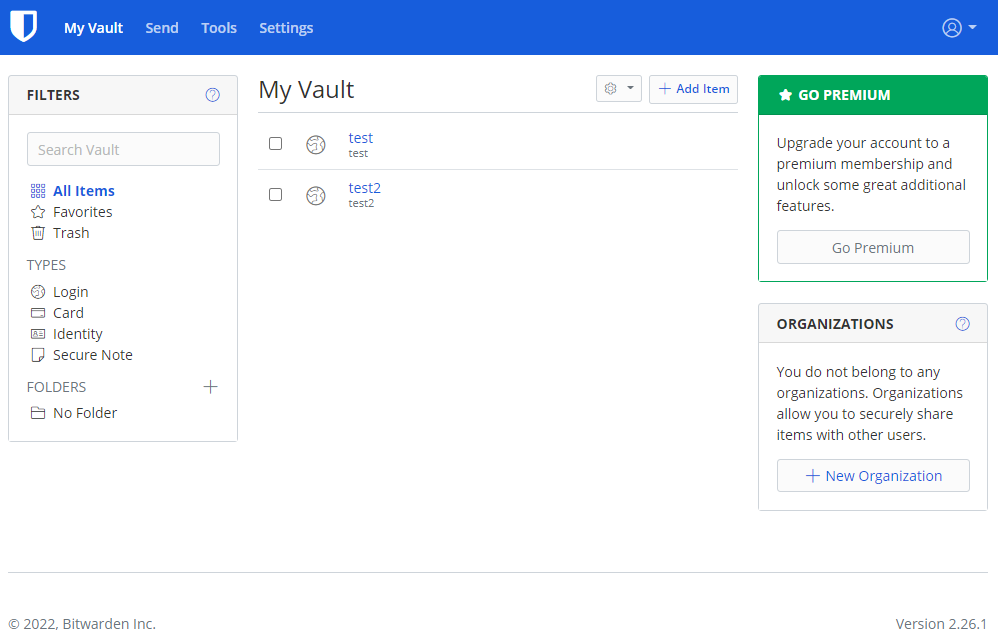 My Vault Send Tools Settings
FILTERS
Search Vault
All Items
Favorites
Trash
TYPES
Login
Card
Identity
Secure Note
FOLDERS
No Folder
My Vault
Add Item
test
test
test2
test2
GO PREMIUM
Upgrade your account to a
premium membership and
unlock some great additional
features.
Go Premium
ORGANIZATIONS
You do not belong to any
organizations. Organizations
allow you to securely share
items with other users.
New Organization
© 2022, Bitwarden Inc.
Version 2.26.1